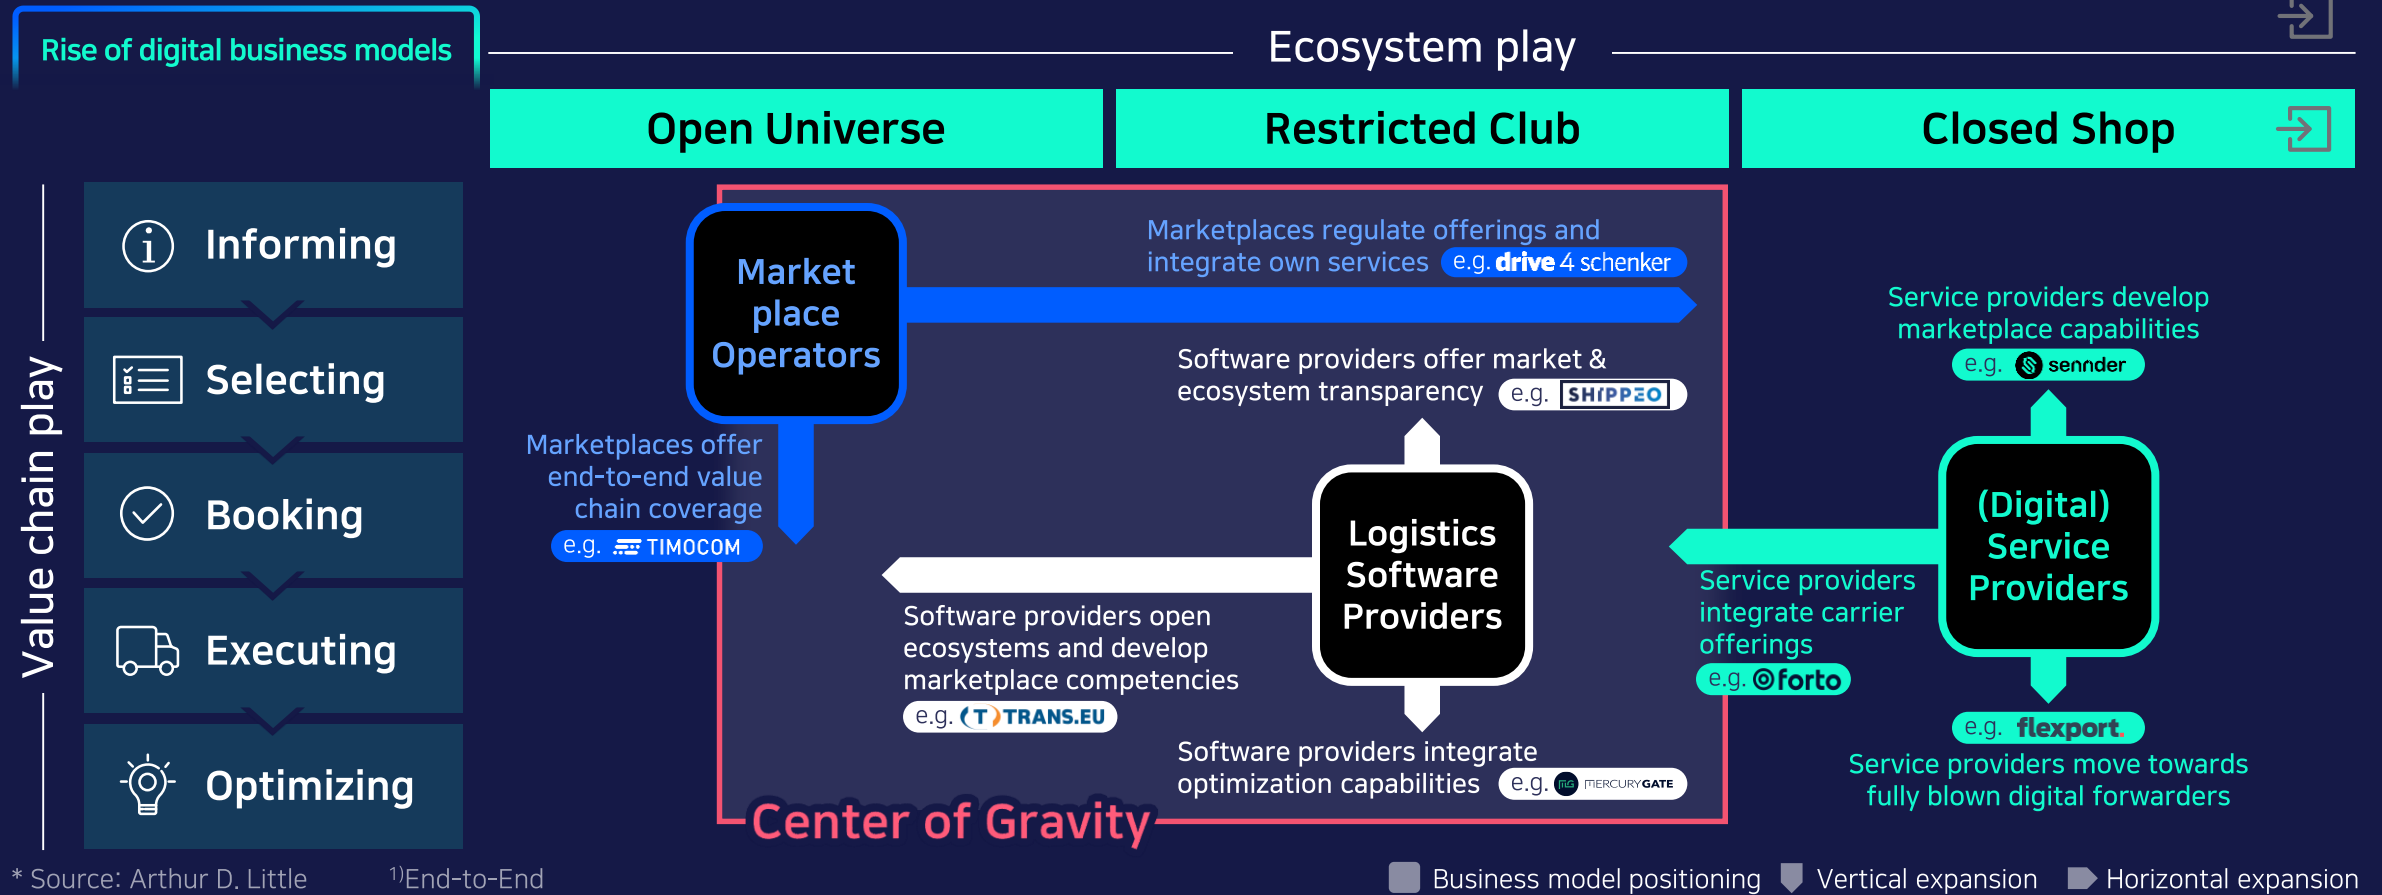 Rise of digital business models
Ecosystem play
Open Universe
Restricted Club
Closed Shop
Value chain play
Informing
Selecting
Booking
Executing
Optimizing
Market
place
Operators
Marketplaces regulate offerings and
integrate own services e.g. drive 4 schenker
Marketplaces offer
end-to-end value
chain coverage
e.g. TIMOCOM
Software providers offer market &
ecosystem transparency e.g. SHIPPEO
Logistics
Software
Providers
Software providers open
ecosystems and develop
marketplace competencies
e.g. (T) TRANS.EU
Software providers integrate
optimization capabilities e.g. MG MERCURYGATE
Service providers develop
marketplace capabilities
e.g. sennder
(Digital)
Service
Providers
Service providers
integrate carrier
offerings
e.g. forto
e.g. flexport.
Service providers move towards
fully blown digital forwarders
Center of Gravity
* Source: Arthur D. Little
1)End-to-End
Business model positioning
Vertical expansion
Horizontal expansion